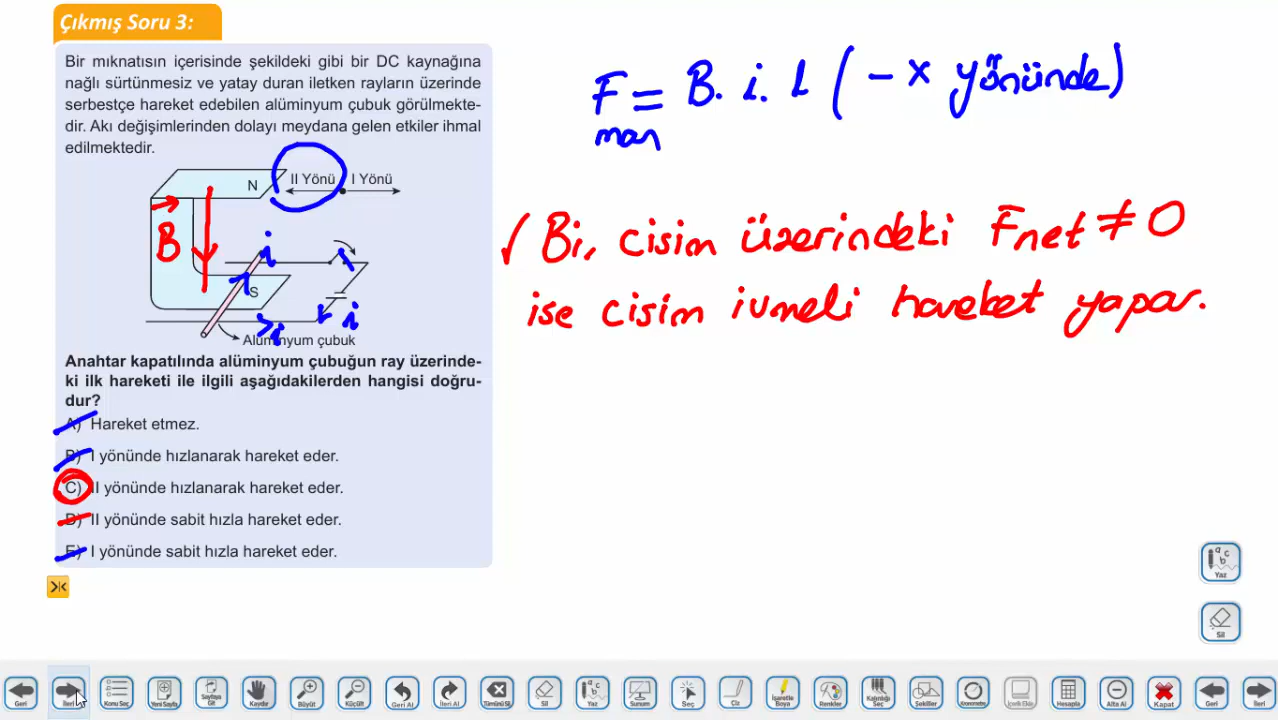 Çıkmış Soru 3:
Bir mıknatısın içerisinde şekildeki gibi bir DC kaynağına
nağlı sürtünmesiz ve yatay duran iletken rayların üzerinde
serbestçe hareket edebilen alüminyum çubuk görülmekte-
dir. Akı değişimlerinden dolayı meydana gelen etkiler ihmal
edilmektedir.
N
II Yönü
I Yönü
B
i
S
i
i
Alüminyum çubuk
Anahtar kapatılında alüminyum çubuğun ray üzerinde-
ki ilk hareketi ile ilgili aşağıdakilerden hangisi doğru-
dur?
A) Hareket etmez.
B) I yönünde hızlanarak hareket eder.
C) II yönünde hızlanarak hareket eder.
D) II yönünde sabit hızla hareket eder.
E) I yönünde sabit hızla hareket eder.
F = B. i. l (-x yönünde)
man
√ Bir cisim üzerindeki Fnet ≠ 0
ise cisim ivmeli hareket yapar.
Yaz
Sil
Geri
İleri
Konu Seç
Yeni Sayfa
Sayfaya Git
Kaydır
Büyüt
Küçült
Geri Al
İleri Al
Tümünü Sil
Sil
Yaz
Sunum
Seç
Çiz
İşaretle Boya
Renkler
Kalınlığı Seç
Şekiller
Kronometre
İçerik Ekle
Hesapla
Alta Al
Kapat
Geri
İleri